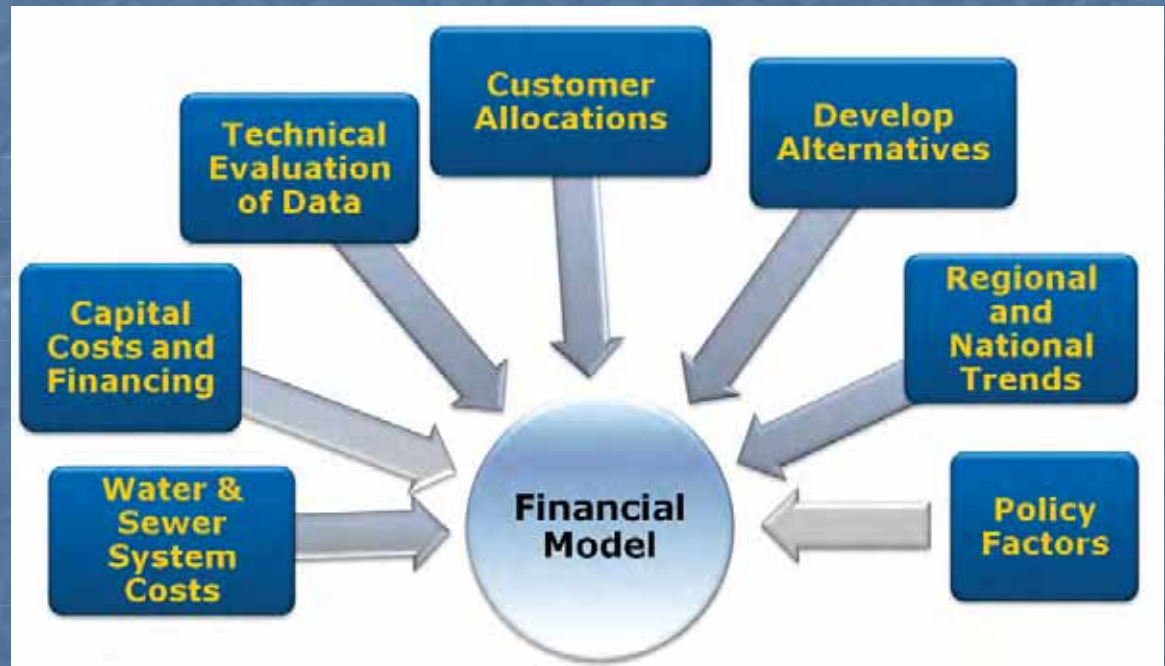 Customer
Allocations
Develop
Alternatives
Technical
Evaluation
of Data
Regional
and
National
Trends
Capital
Costs and
Financing
Water &
Sewer
System
Costs
Financial
Model
Policy
Factors